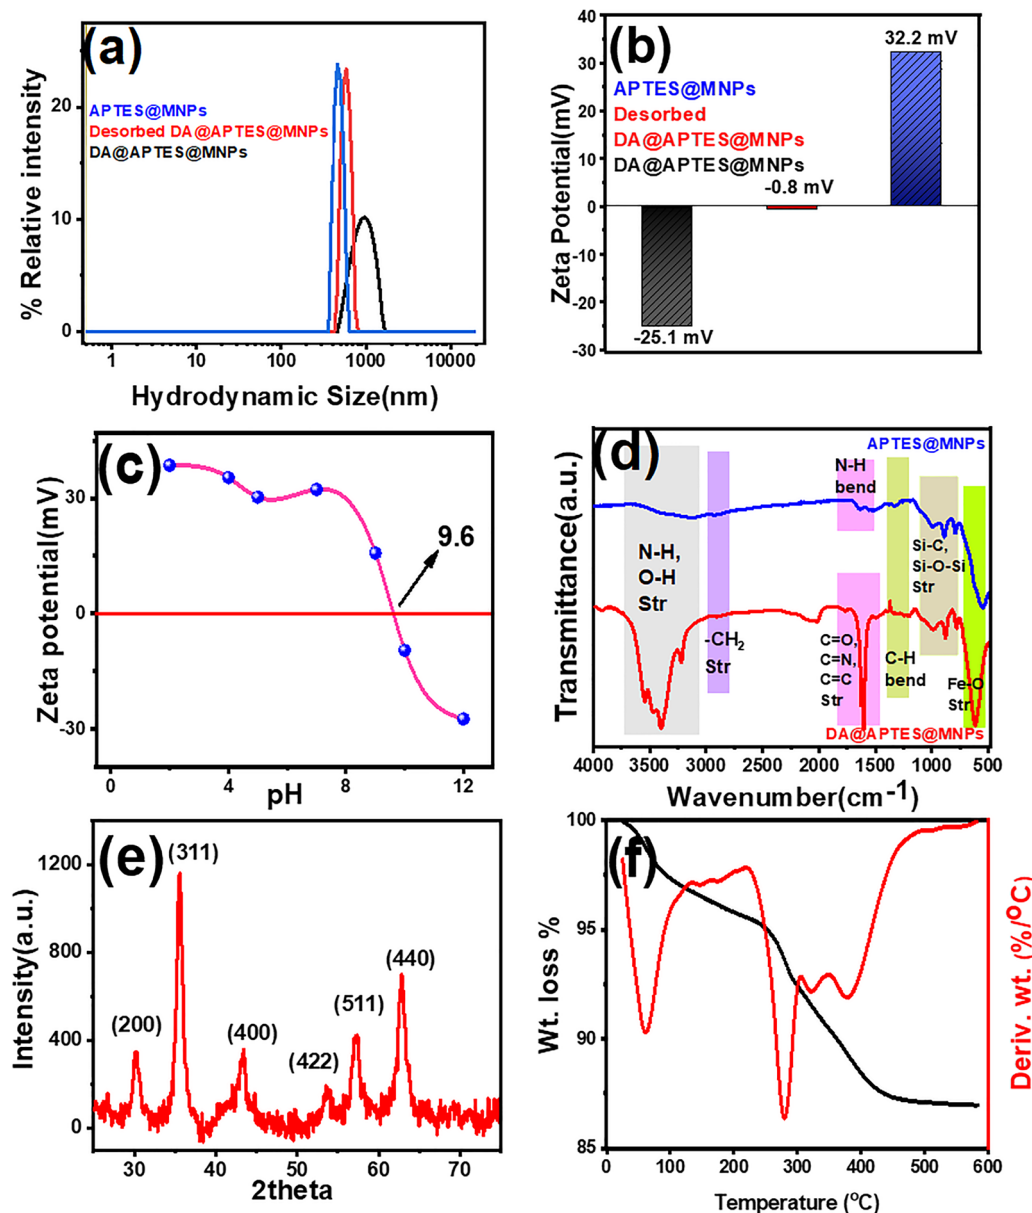 (a)
% Relative intensity
20
10
0
APTES@MNPs
Desorbed DA@APTES@MNPs
DA@APTES@MNPs
1 10 100 1000 10000
Hydrodynamic Size(nm)
(b)
Zeta Potential(mV)
40
30
20
10
0
-10
-20
-30
APTES@MNPs
Desorbed
DA@APTES@MNPs
DA@APTES@MNPs
32.2 mV
-0.8 mV
-25.1 mV
(c)
Zeta potential(mV)
30
0
-30
9.6
0 4 8 12
pH
(d)
Transmittance(a.u.)
APTES@MNPs
N-H
bend
N-H,
O-H
Str
-CH2
Str
C=O,
C=N,
C=C
Str
C-H
bend
Si-C,
Si-O-Si
Str
Fe-O
Str
DA@APTES@MNPs
4000 3500 3000 2500 2000 1500 1000 500
Wavenumber(cm-1)
(e)
Intensity(a.u.)
1200
800
400
0
(200)
(311)
(400)
(422)
(511)
(440)
30 40 50 60 70
2theta
(f)
Wt. loss %
100
95
90
85
0 100 200 300 400 500 600
Temperature (oC)
Deriv. wt. (%/oC)